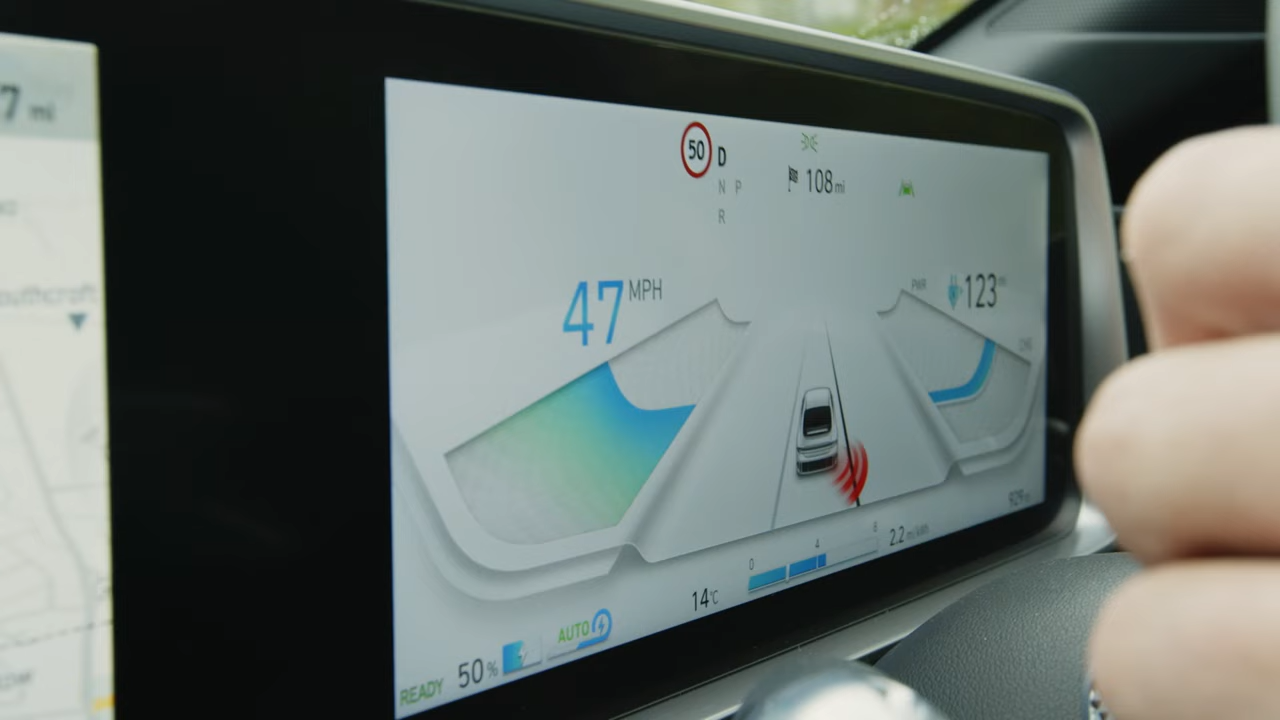 7 mi
50 D
N P
R
108 mi
47 MPH
PWR
123
0 4 8
2.2 mi/kWh
14°C
AUTO
50%
READY